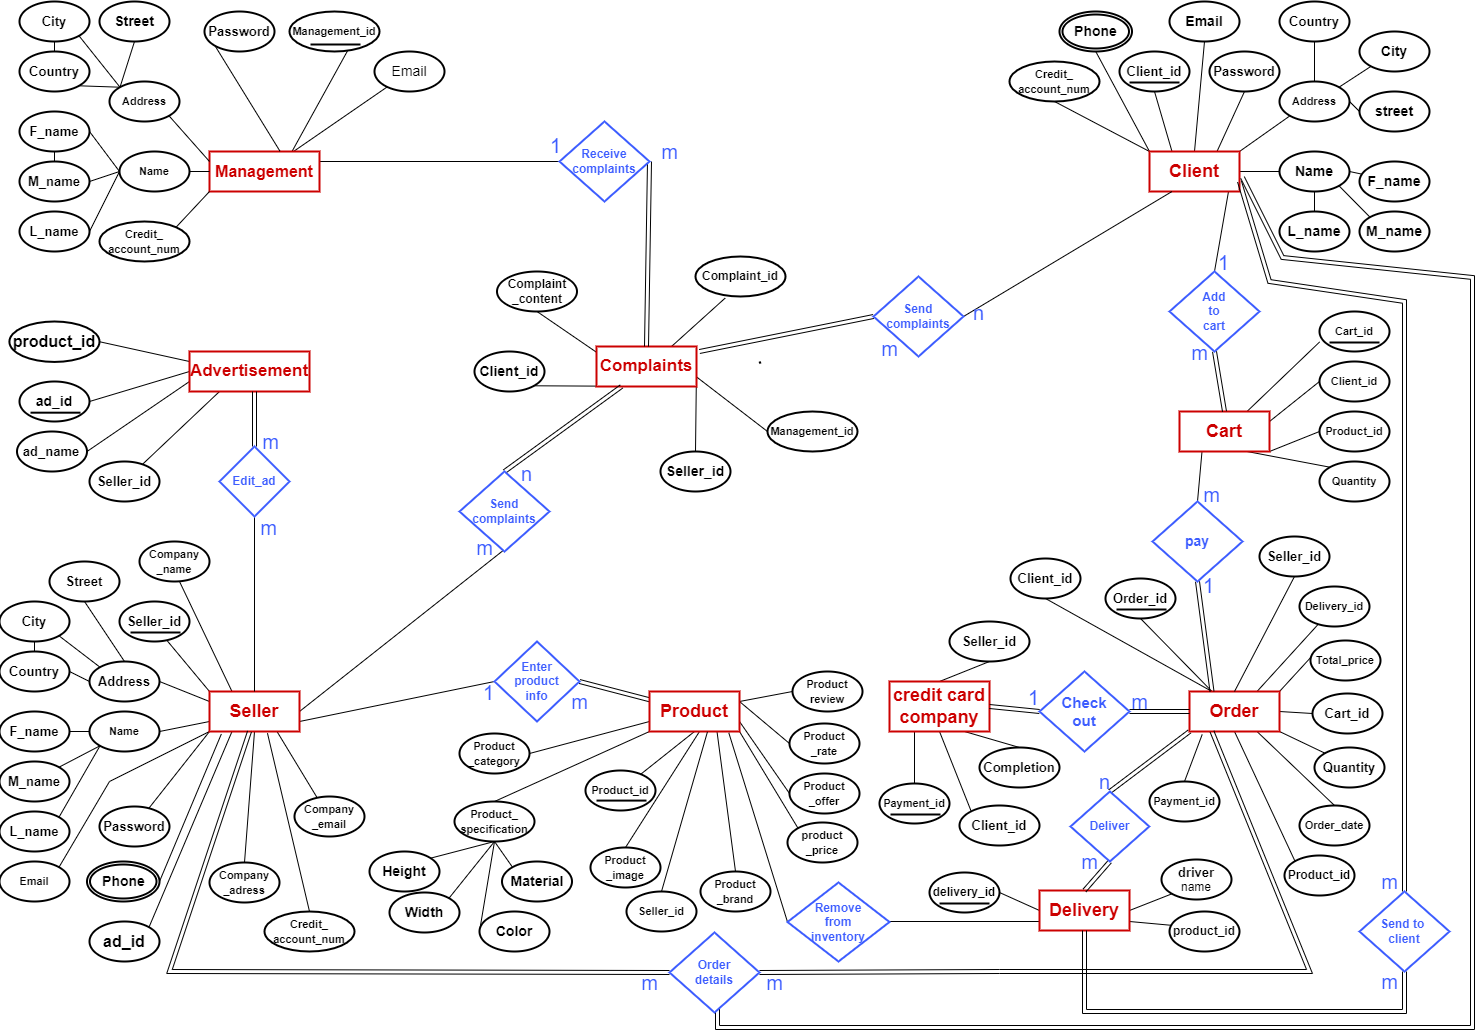 City
Street
Country
Address
Password
Management_id
Email
F_name
M_name
L_name
Name
Credit_
account_num
Management
1
Receive
complaints
m
Phone
Email
Country
City
Credit_
account_num
Client_id
Password
Address
street
Client
Name
F_name
L_name
M_name
Complaint
_content
Complaint_id
Send
complaints
n
m
1
Add
to
cart
m
product_id
Advertisement
ad_id
ad_name
Seller_id
Client_id
Complaints
Management_id
Seller_id
Cart_id
Client_id
Cart
Product_id
Quantity
m
Edit_ad
m
n
Send
complaints
m
m
pay
1
Company
_name
Street
City
Seller_id
Country
Address
F_name
Name
Seller
M_name
L_name
Password
Email
Phone
ad_id
Company
_email
Company
_adress
Credit_
account_num
1
Enter
product
info
m
Product
Product
review
Product
_rate
Product
_offer
product
_price
Product
_category
Product_id
Product_
specification
Height
Width
Color
Material
Product
_image
Seller_id
Product
_brand
Client_id
Order_id
Seller_id
Delivery_id
Total_price
Cart_id
Quantity
Order_date
Product_id
Payment_id
Order
Seller_id
credit card
company
1
Check
out
m
Completion
Payment_id
Client_id
n
Deliver
m
delivery_id
Delivery
driver
name
product_id
Remove
from
inventory
m
Send to
client
m
m
Order
details
m